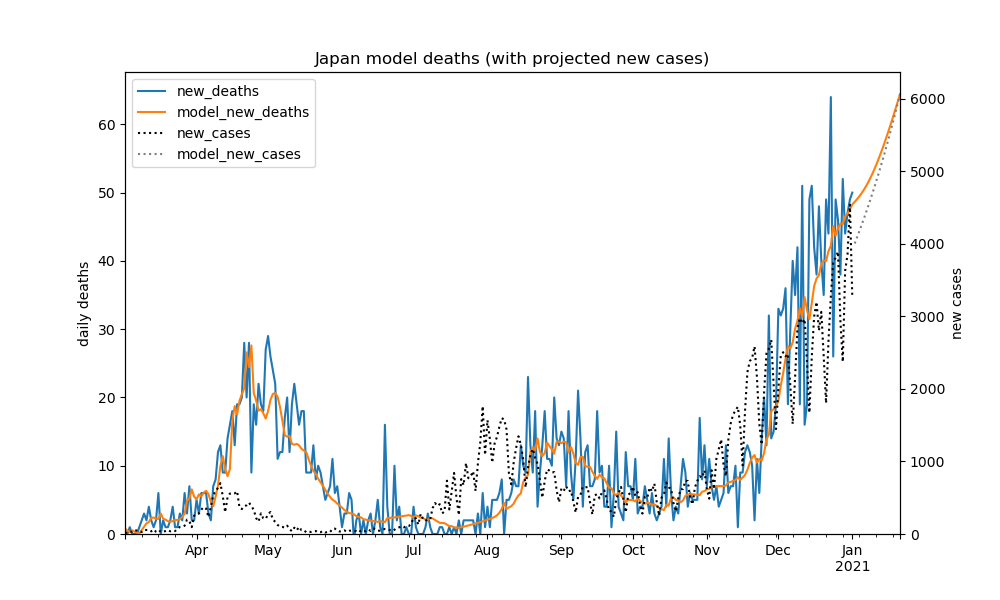 Japan model deaths (with projected new cases)
new_deaths
model_new_deaths
new_cases
model_new_cases
daily deaths
60
50
40
30
20
10
0
6000
5000
4000
3000
2000
1000
0
new cases
Apr May Jun Jul Aug Sep Oct Nov Dec Jan
2021